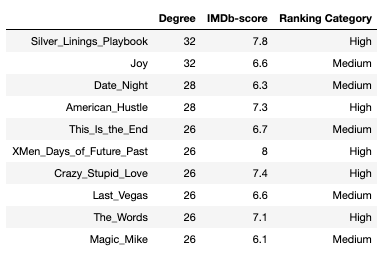 Degree IMDb-score Ranking Category
Silver_Linings_Playbook 32 7.8 High
Joy 32 6.6 Medium
Date_Night 28 6.3 Medium
American_Hustle 28 7.3 High
This_Is_the_End 26 6.7 Medium
XMen_Days_of_Future_Past 26 8 High
Crazy_Stupid_Love 26 7.4 High
Last_Vegas 26 6.6 Medium
The_Words 26 7.1 High
Magic_Mike 26 6.1 Medium